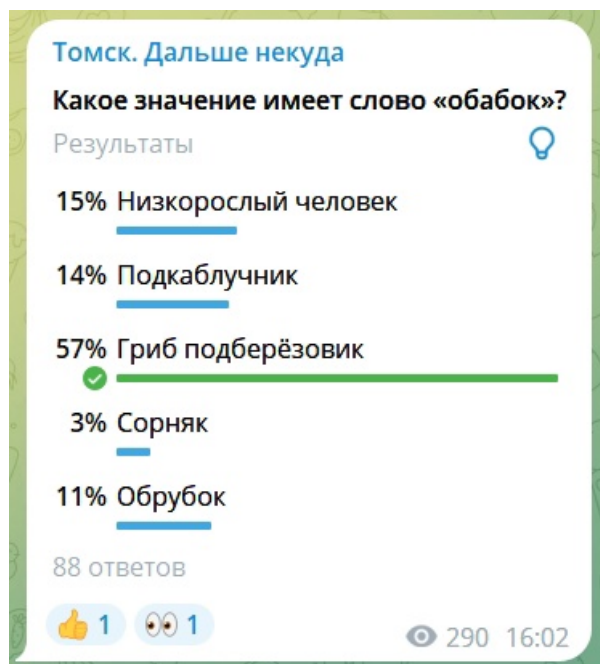 Томск. Дальше некуда
Какое значение имеет слово «обабок»?
Результаты
15% Низкорослый человек
14% Подкаблучник
57% Гриб подберёзовик
3% Сорняк
11% Обрубок
88 ответов
👍 1 👀 1
290 16:02